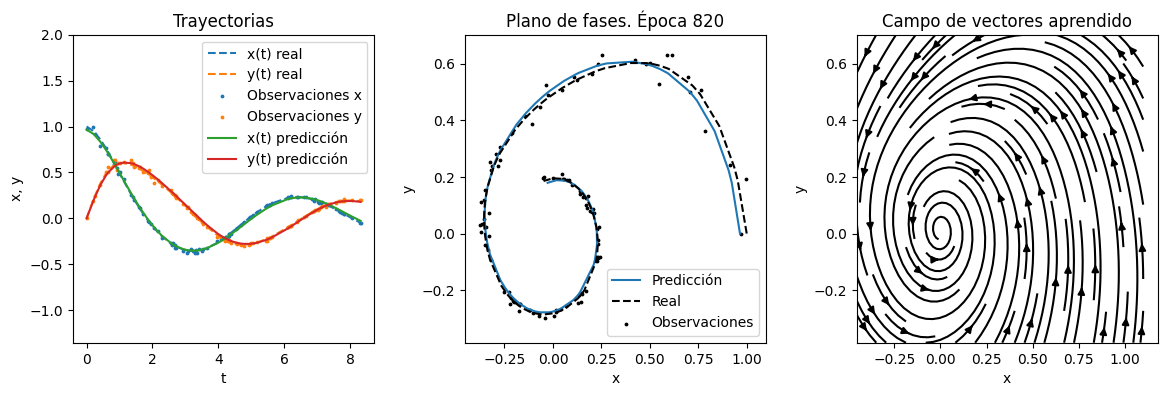 Trayectorias
2.0
1.5
1.0
0.5
0.0
−0.5
−1.0
0
2
4
6
8
t
x, y
x(t) real
y(t) real
Observaciones x
Observaciones y
x(t) predicción
y(t) predicción
Plano de fases. Época 820
0.6
0.4
0.2
0.0
−0.2
−0.25
0.00
0.25
0.50
0.75
1.00
x
y
Predicción
Real
Observaciones
Campo de vectores aprendido
0.6
0.4
0.2
0.0
−0.2
−0.25
0.00
0.25
0.50
0.75
1.00
x
y